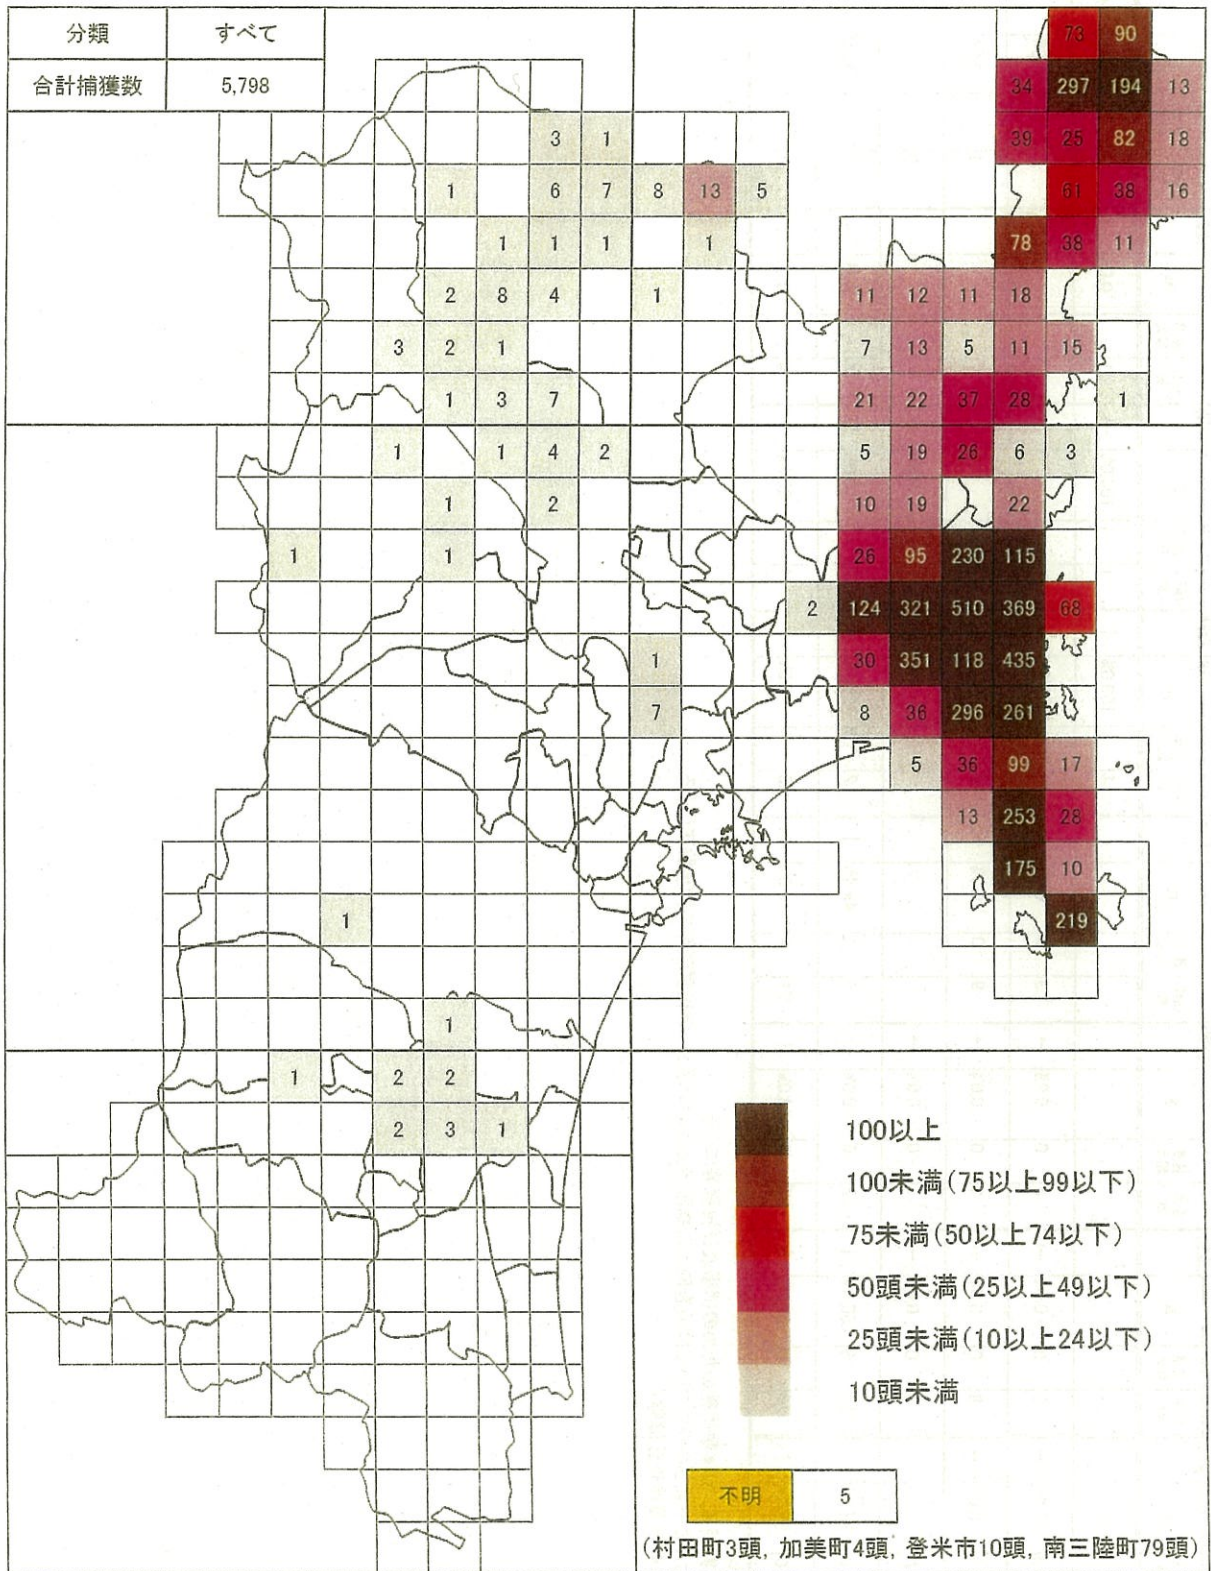 分類 すべて
合計捕獲数 5,798
73 90
34 297 194 13
3 1 39 25 82 18
1 6 7 8 13 5 61 38 16
1 1 1 1 78 38 11
2 8 4 1 11 12 11 18
3 2 1 7 13 5 11 15
1 3 7 21 22 37 28 1
1 1 4 2 5 19 26 6 3
1 2 10 19 22
1 1 26 95 230 115
2 124 321 510 369 68
1 30 351 118 435
7 8 36 296 261
5 36 99 17
13 253 28
175 10
1 219
1
1 2 2
2 3 1
100以上
100未満(75以上99以下)
75未満(50以上74以下)
50頭未満(25以上49以下)
25頭未満(10以上24以下)
10頭未満
不明 5
(村田町3頭, 加美町4頭, 登米市10頭, 南三陸町79頭)